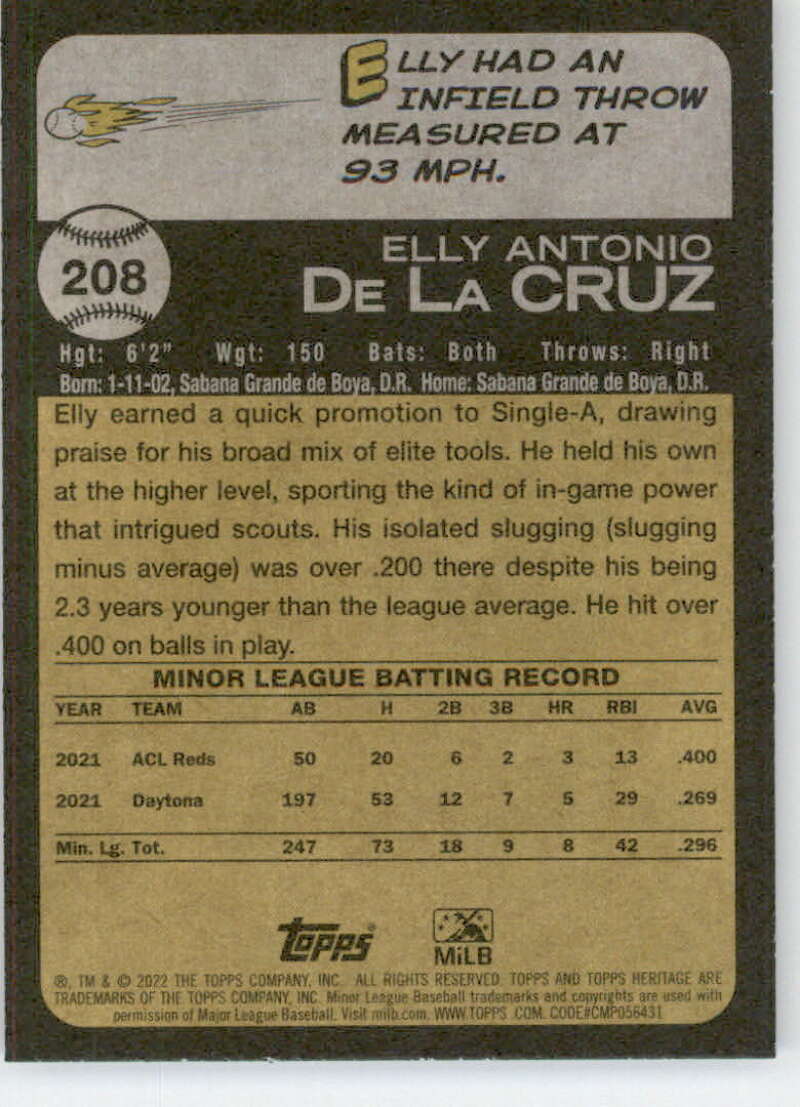 ELLY HAD AN
INFIELD THROW
MEASURED AT
93 MPH.
208
ELLY ANTONIO
DE LA CRUZ
Hgt: 6'2" Wgt: 150 Bats: Both Throws: Right
Born: 1-11-02, Sabana Grande de Boya, D.R. Home: Sabana Grande de Boya, D.R.
Elly earned a quick promotion to Single-A, drawing
praise for his broad mix of elite tools. He held his own
at the higher level, sporting the kind of in-game power
that intrigued scouts. His isolated slugging (slugging
minus average) was over .200 there despite his being
2.3 years younger than the league average. He hit over
.400 on balls in play.
MINOR LEAGUE BATTING RECORD
YEAR TEAM AB H 2B 3B HR RBI AVG
2021 ACL Reds 50 20 6 2 3 13 .400
2021 Daytona 197 53 12 7 5 29 .269
Min. Lg. Tot. 247 73 18 9 8 42 .296
topps
MiLB
®, TM & © 2022 THE TOPPS COMPANY, INC. ALL RIGHTS RESERVED. TOPPS AND TOPPS HERITAGE ARE
TRADEMARKS OF THE TOPPS COMPANY, INC. Minor League Baseball trademarks and copyrights are used with
permission of Major League Baseball. Visit milb.com. WWW.TOPPS.COM. CODE#CMP056431